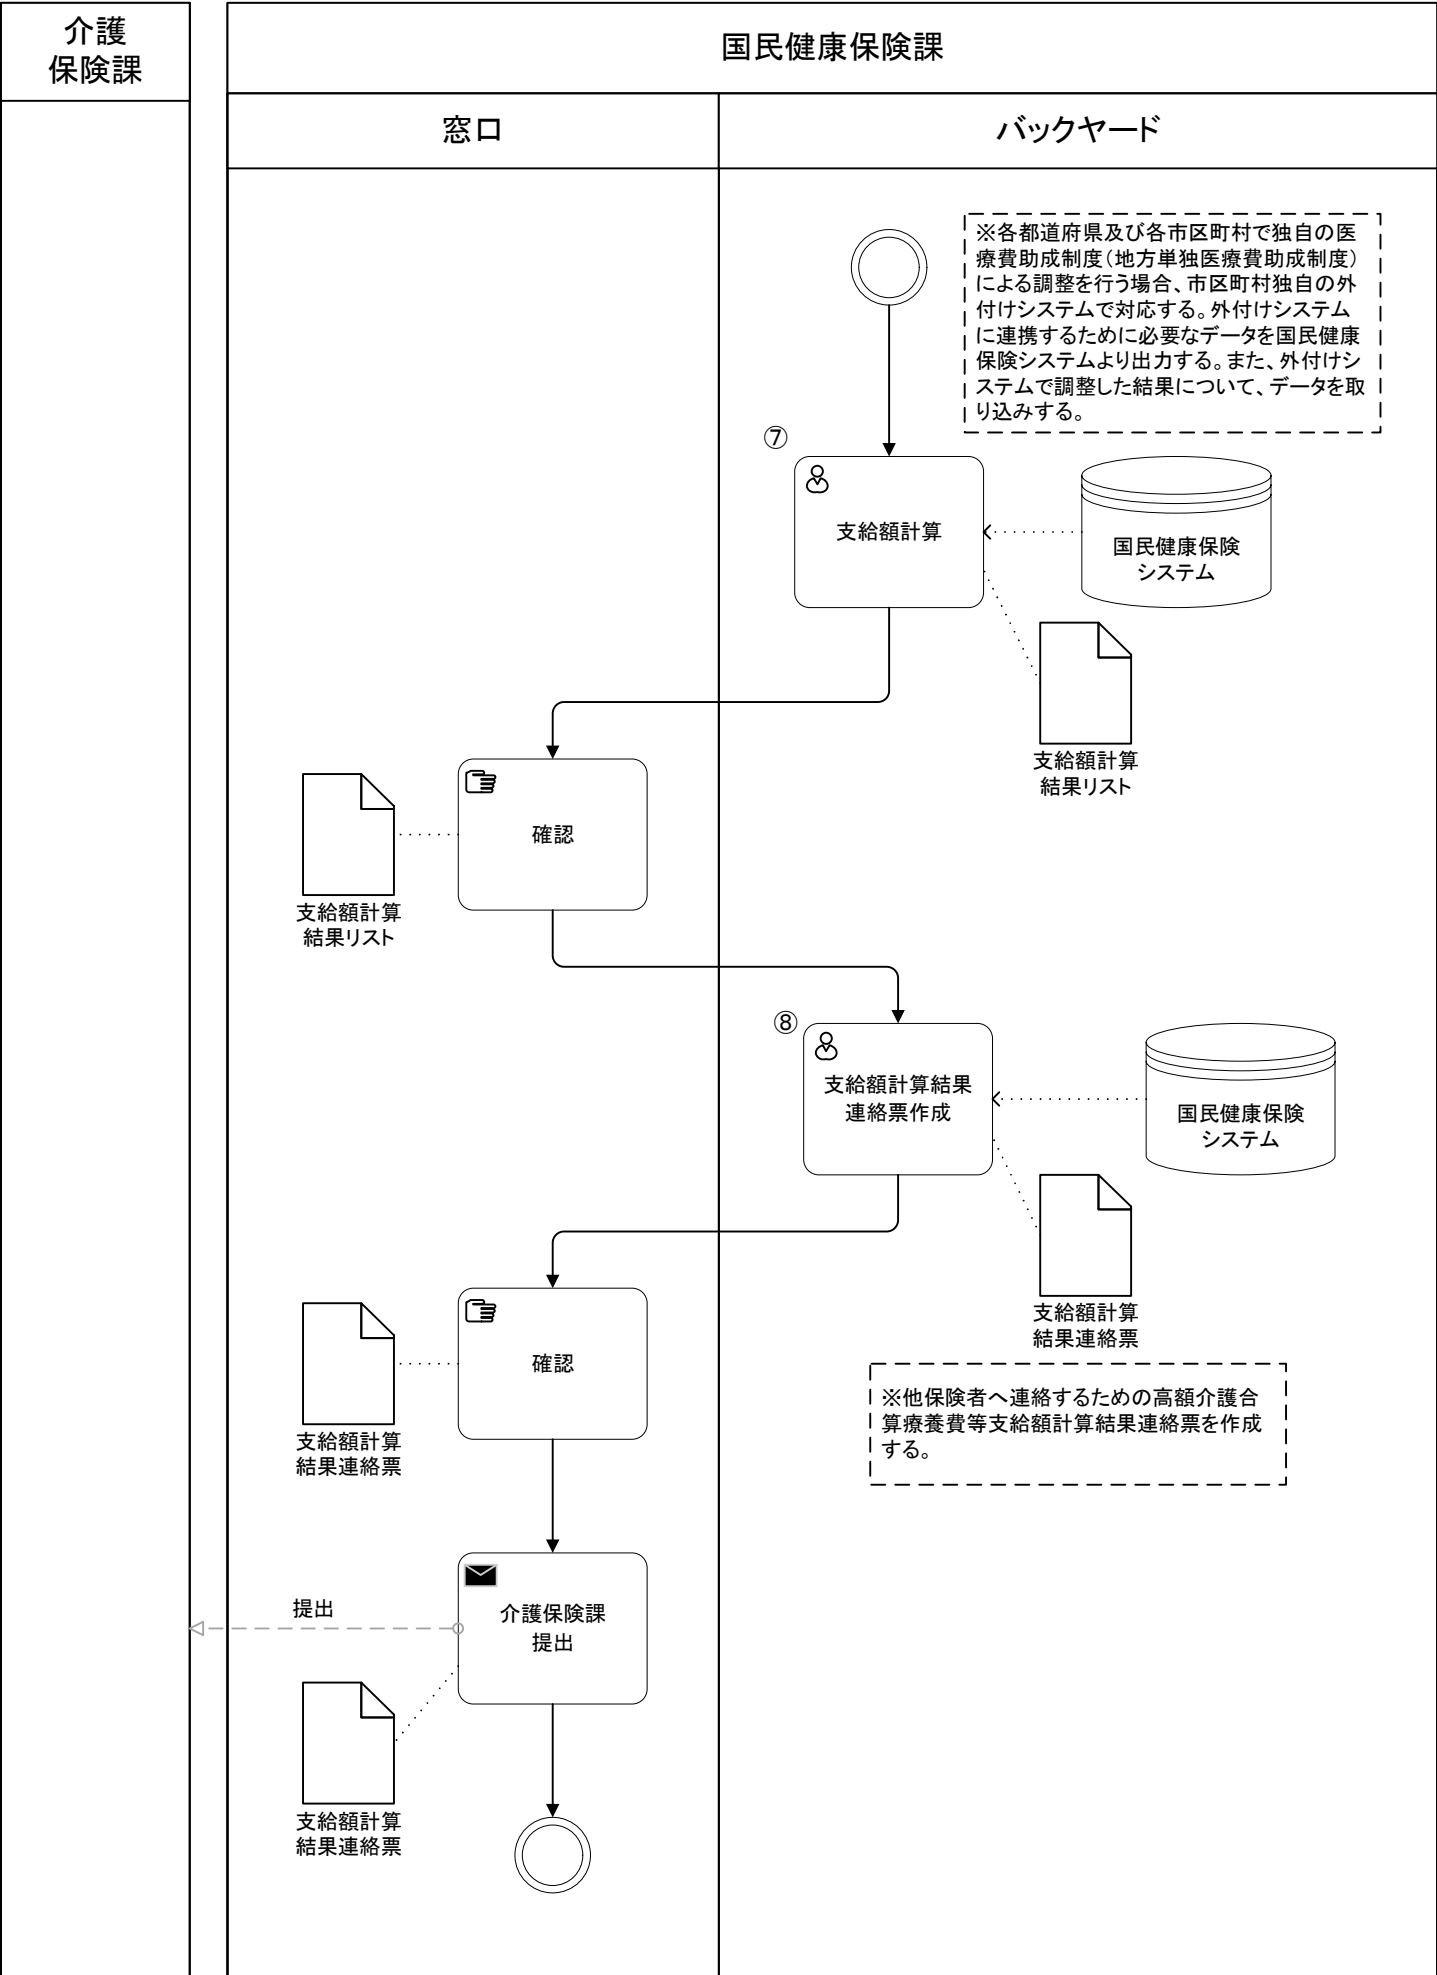 介護
保険課
国民健康保険課
窓口
バックヤード
※各都道府県及び各市区町村で独自の医
療費助成制度（地方単独医療費助成制度）
による調整を行う場合、市区町村独自の外
付けシステムで対応する。外付けシステム
に連携するために必要なデータを国民健康
保険システムより出力する。また、外付けシ
ステムで調整した結果について、データを取
り込みする。
⑦
支給額計算
国民健康保険
システム
支給額計算
結果リスト
確認
支給額計算
結果リスト
⑧
支給額計算結果
連絡票作成
国民健康保険
システム
支給額計算
結果連絡票
確認
支給額計算
結果連絡票
※他保険者へ連絡するための高額介護合
算療養費等支給額計算結果連絡票を作成
する。
提出
介護保険課
提出
支給額計算
結果連絡票